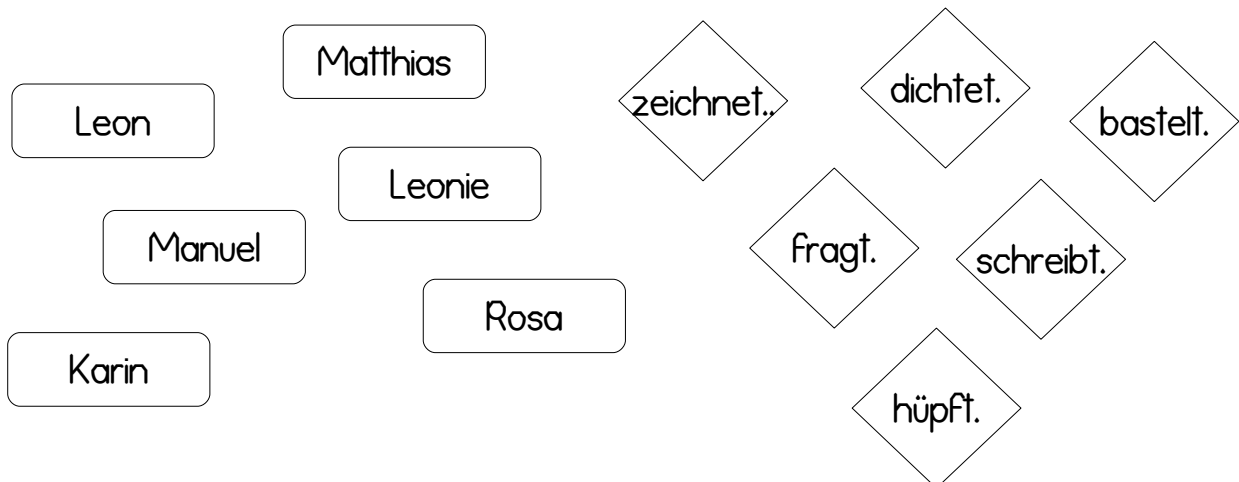 Matthias
Leon
Leonie
Manuel
Rosa
Karin
zeichnet..
dichtet.
bastelt.
fragt.
schreibt.
hüpft.